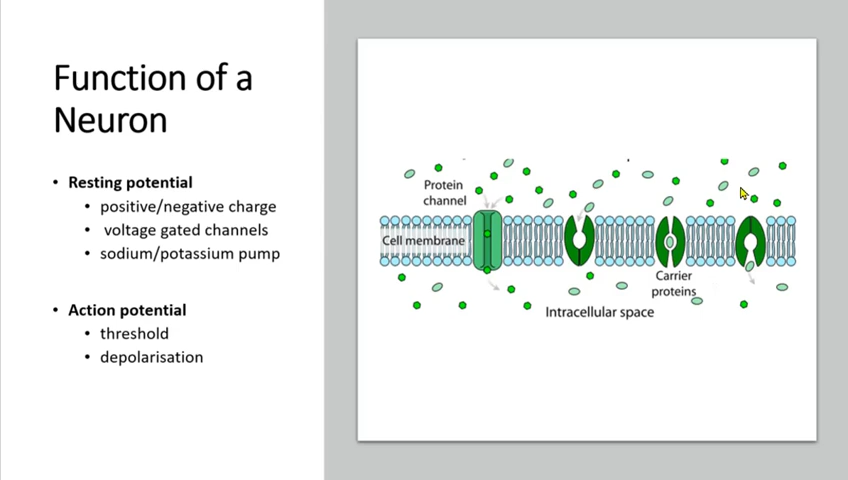 Function of a
Neuron
• Resting potential
• positive/negative charge
• voltage gated channels
• sodium/potassium pump
• Action potential
• threshold
• depolarisation
Protein
channel
Cell membrane
Carrier
proteins
Intracellular space